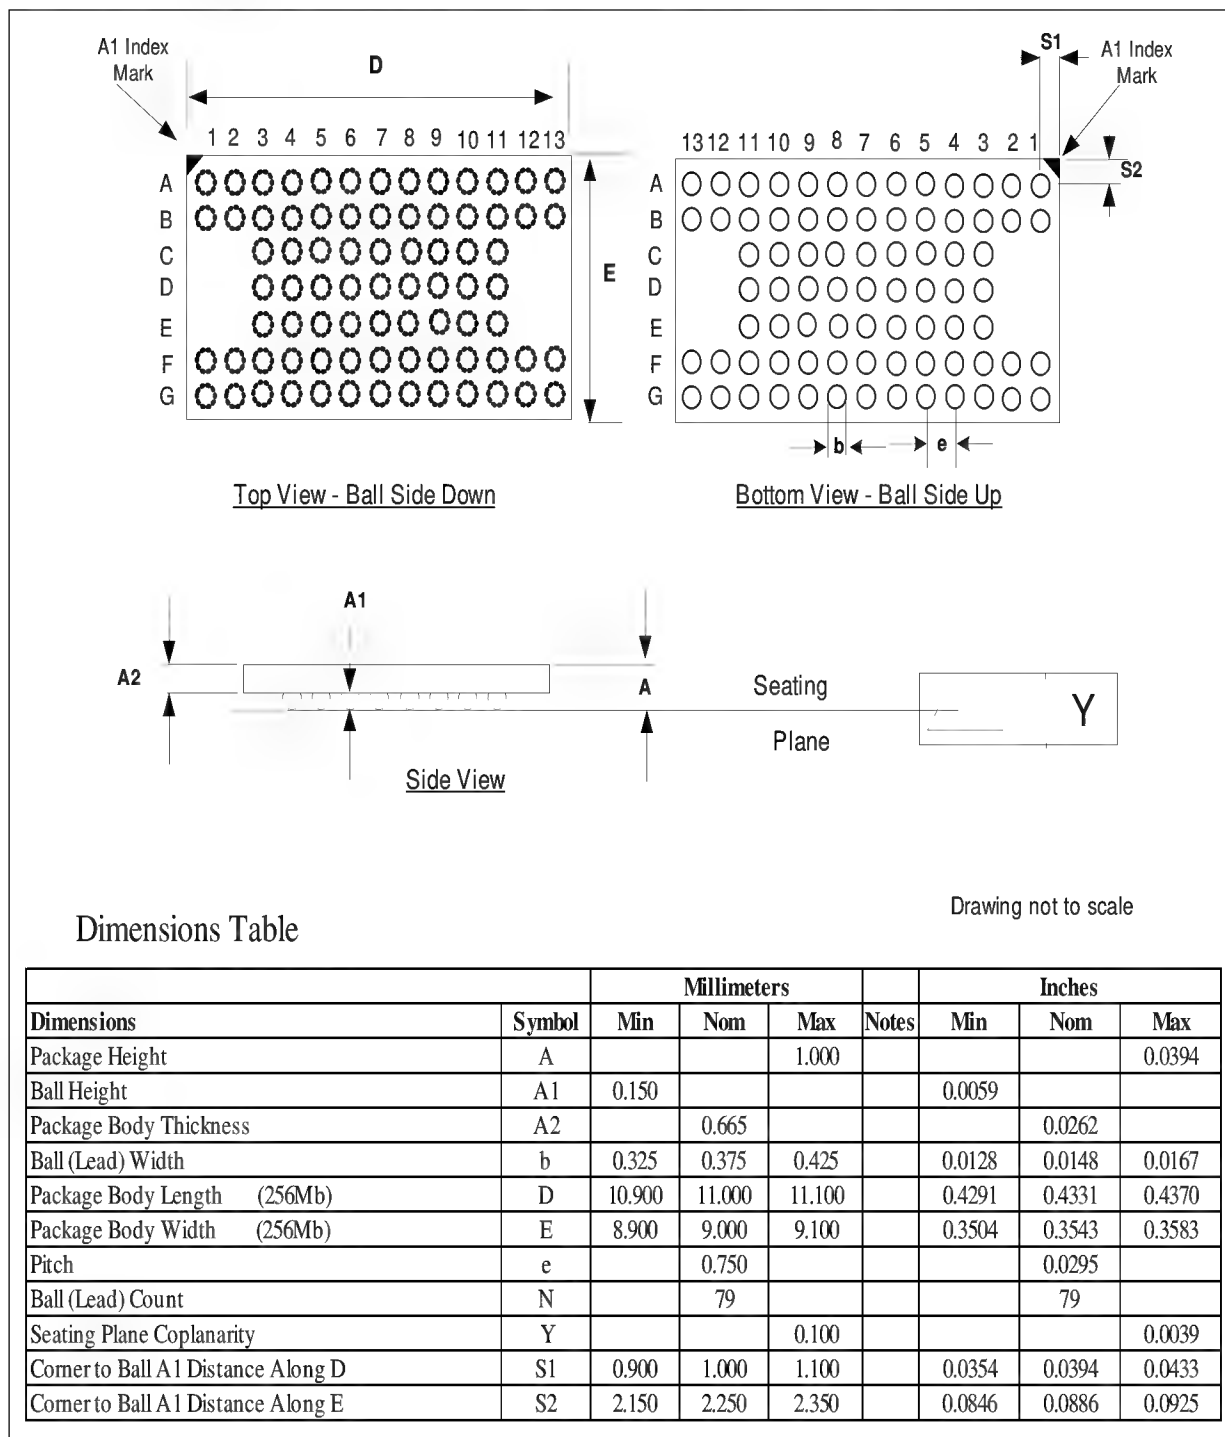 A1 Index
Mark
D
1 2 3 4 5 6 7 8 9 10 11 12 13
A
B
C
D
E
F
G
E
Top View - Ball Side Down
S1
A1 Index
Mark
13 12 11 10 9 8 7 6 5 4 3 2 1
S2
A
B
C
D
E
F
G
b
e
Bottom View - Ball Side Up
A1
A2
A
Seating
Plane
Y
Side View
Drawing not to scale
Dimensions Table
Millimeters Inches
Dimensions Symbol Min Nom Max Notes Min Nom Max
Package Height A 1.000 0.0394
Ball Height A1 0.150 0.0059
Package Body Thickness A2 0.665 0.0262
Ball (Lead) Width b 0.325 0.375 0.425 0.0128 0.0148 0.0167
Package Body Length (256Mb) D 10.900 11.000 11.100 0.4291 0.4331 0.4370
Package Body Width (256Mb) E 8.900 9.000 9.100 0.3504 0.3543 0.3583
Pitch e 0.750 0.0295
Ball (Lead) Count N 79 79
Seating Plane Coplanarity Y 0.100 0.0039
Corner to Ball A1 Distance Along D S1 0.900 1.000 1.100 0.0354 0.0394 0.0433
Corner to Ball A1 Distance Along E S2 2.150 2.250 2.350 0.0846 0.0886 0.0925